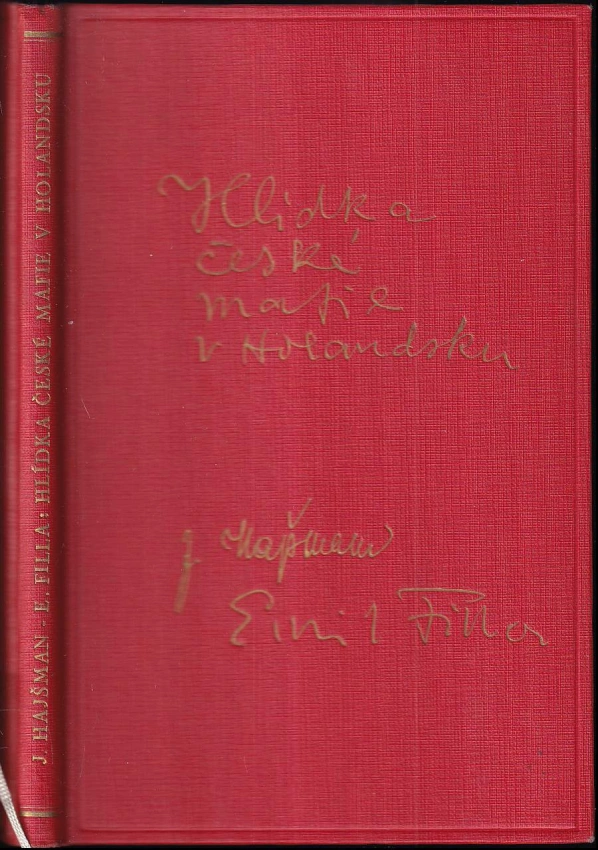 J. HAJŠMAN - E. FILLA: HLÍDKA ČESKÉ MAFIE V HOLANDSKU
Hlídka
české
mafie
v Holandsku
J Hajšman
Emil Filla